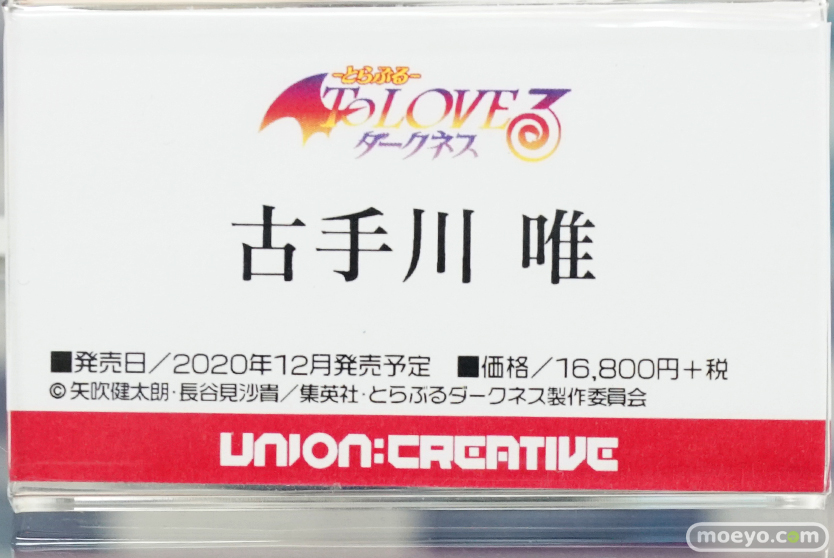 -とらぶる-
To LOVEる
ダークネス
古手川 唯
■発売日／2020年12月発売予定 ■価格／16,800円＋税
©矢吹健太朗・長谷見沙貴／集英社・とらぶるダークネス製作委員会
UNION:CREATIVE
moeyo.com